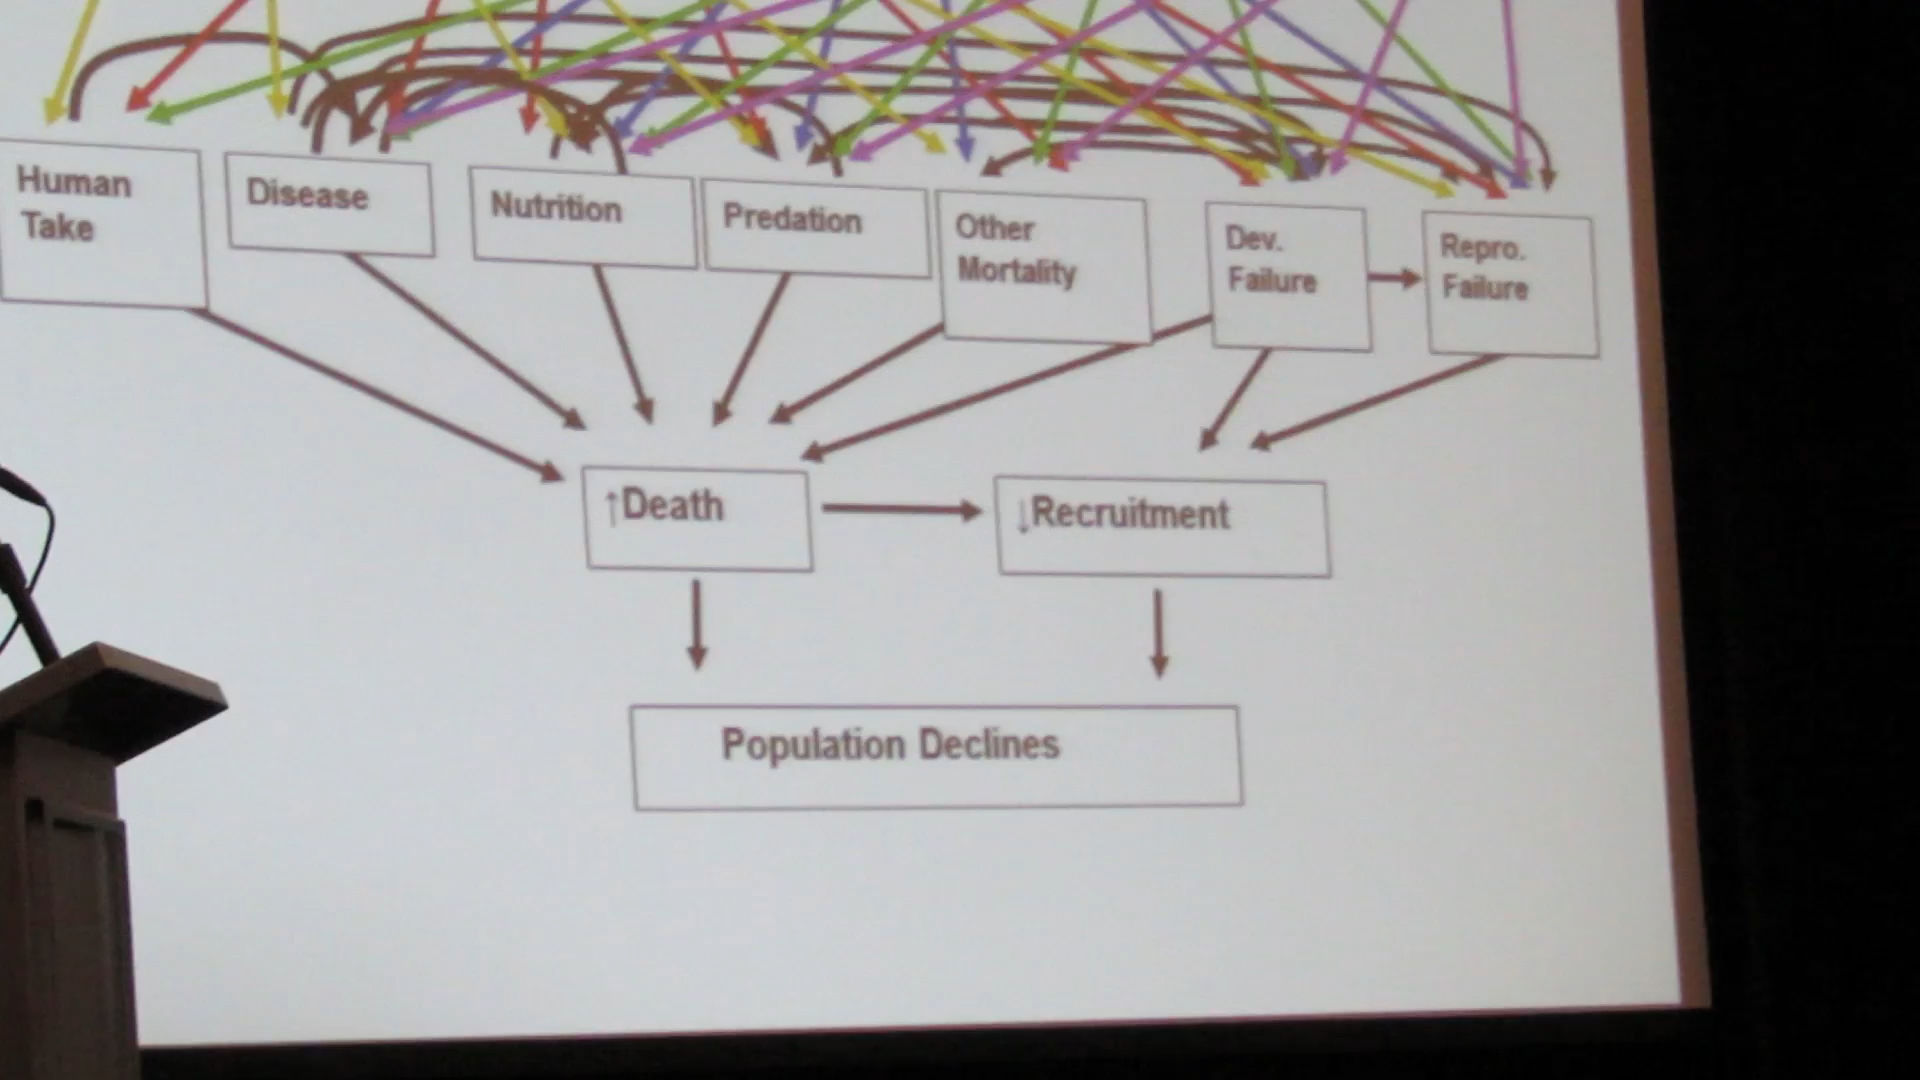 Human
Take
Disease
Nutrition
Predation
Other
Mortality
Dev.
Failure
Repro.
Failure
↑Death
↓Recruitment
Population Declines